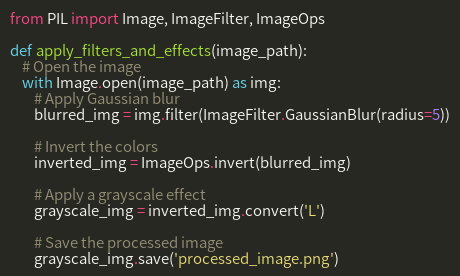 from PIL import Image, ImageFilter, ImageOps

def apply_filters_and_effects(image_path):
    # Open the image
    with Image.open(image_path) as img:
        # Apply Gaussian blur
        blurred_img = img.filter(ImageFilter.GaussianBlur(radius=5))

        # Invert the colors
        inverted_img = ImageOps.invert(blurred_img)

        # Apply a grayscale effect
        grayscale_img = inverted_img.convert('L')

        # Save the processed image
        grayscale_img.save('processed_image.png')